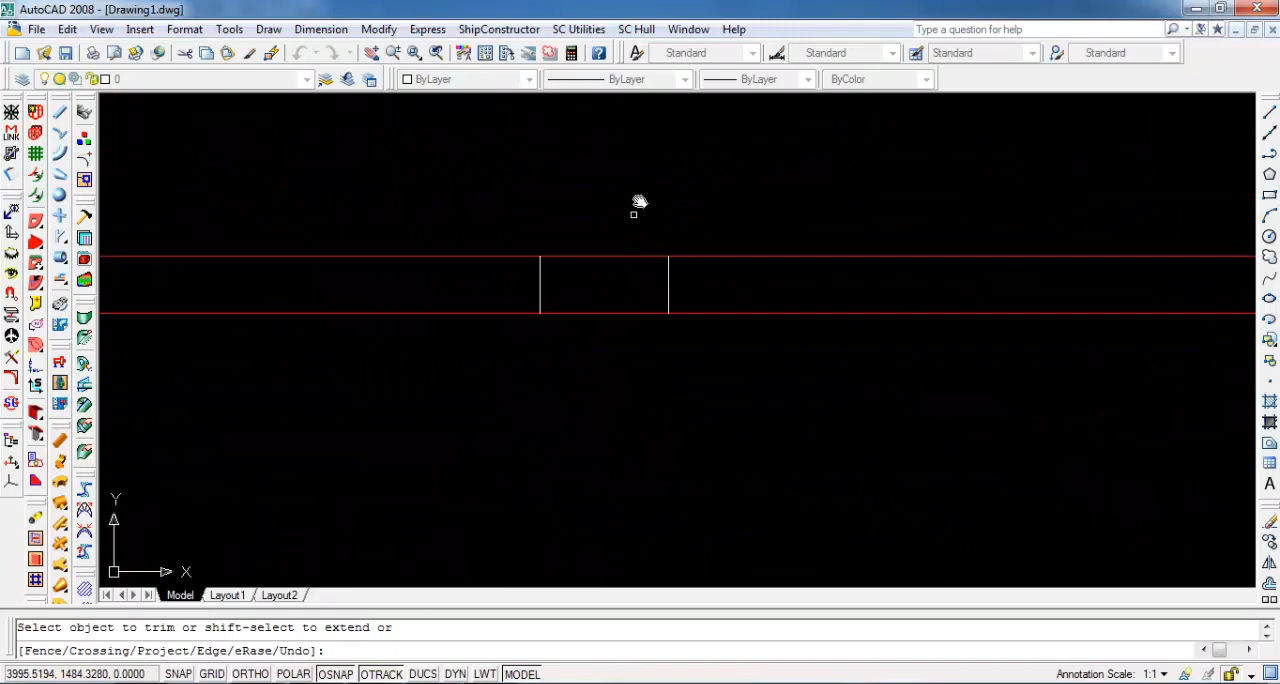 AutoCAD 2008 - [Drawing1.dwg]
File Edit View Insert Format Tools Draw Dimension Modify Express ShipConstructor SC Utilities SC Hull Window Help Type a question for help
Standard Standard Standard Standard
0 ByLayer ByLayer ByLayer ByColor
M
LINK
Y
X
Model Layout1 Layout2
Select object to trim or shift-select to extend or
[Fence/Crossing/Project/Edge/eRase/Undo]:
3995.5194, 1484.3280, 0.0000 SNAP GRID ORTHO POLAR OSNAP OTRACK DUCS DYN LWT MODEL Annotation Scale: 1:1